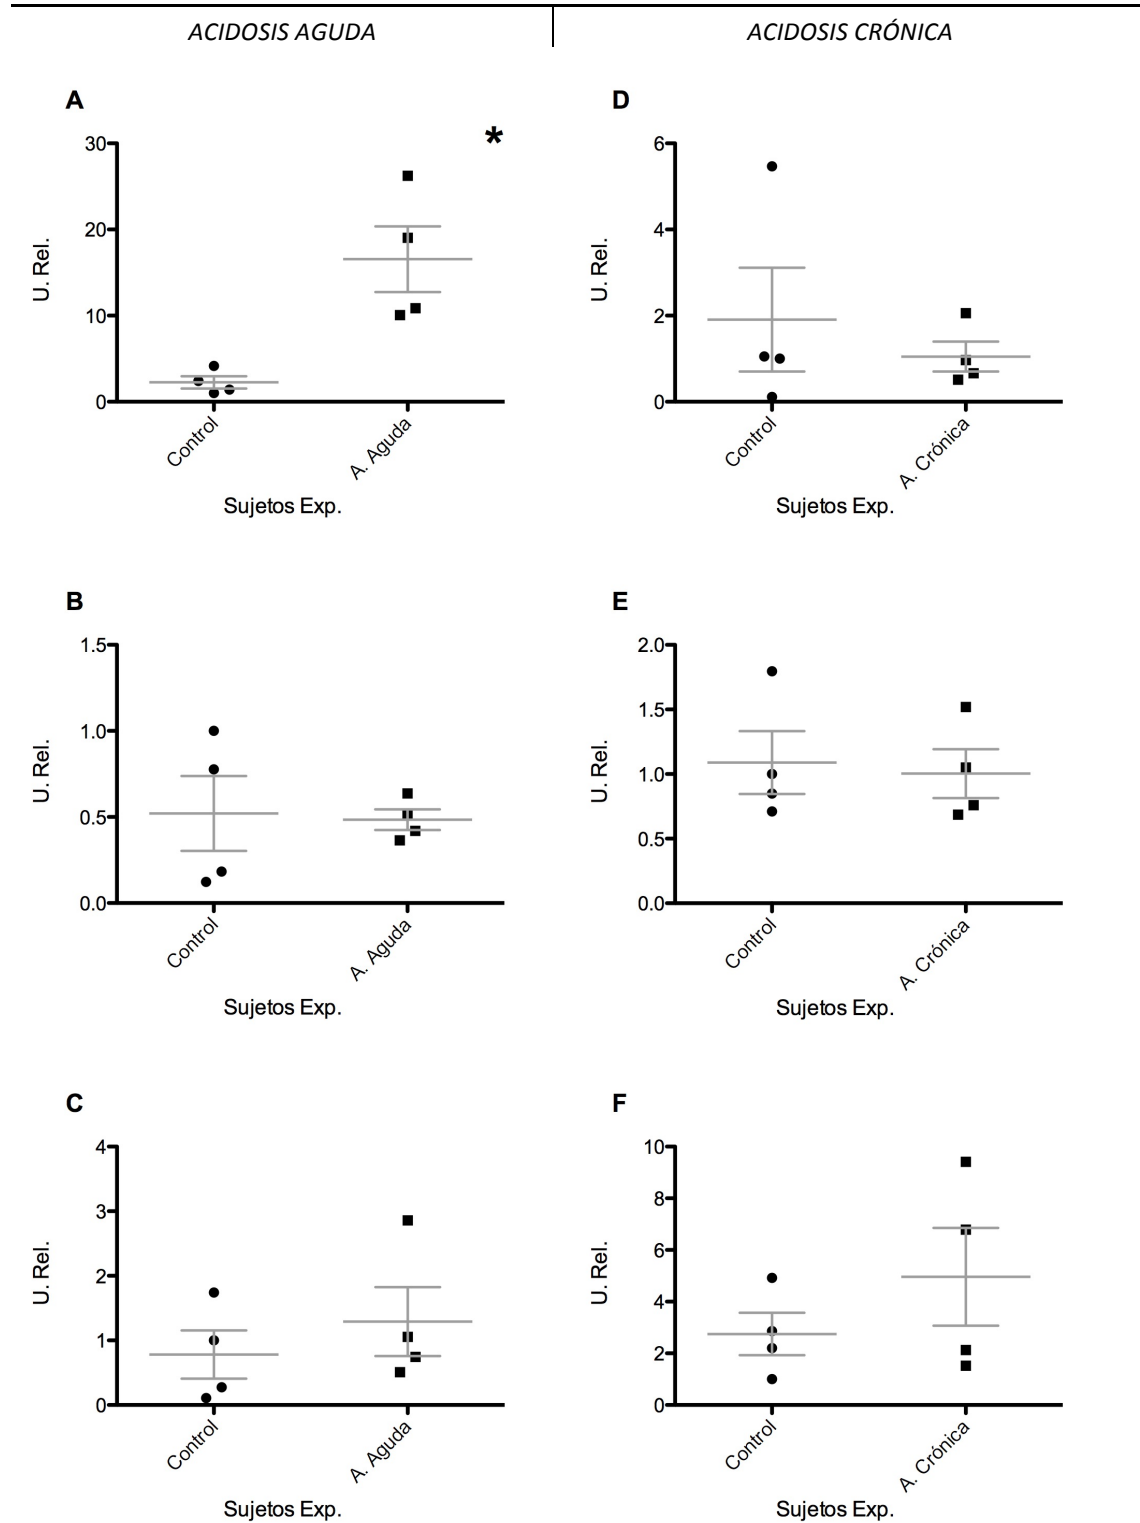 ACIDOSIS AGUDA
ACIDOSIS CRÓNICA
A
*
30
20
10
0
U. Rel.
Control
A. Aguda
Sujetos Exp.
D
6
4
2
0
U. Rel.
Control
A. Crónica
Sujetos Exp.
B
1.5
1.0
0.5
0.0
U. Rel.
Control
A. Aguda
Sujetos Exp.
E
2.0
1.5
1.0
0.5
0.0
U. Rel.
Control
A. Crónica
Sujetos Exp.
C
4
3
2
1
0
U. Rel.
Control
A. Aguda
Sujetos Exp.
F
10
8
6
4
2
0
U. Rel.
Control
A. Crónica
Sujetos Exp.